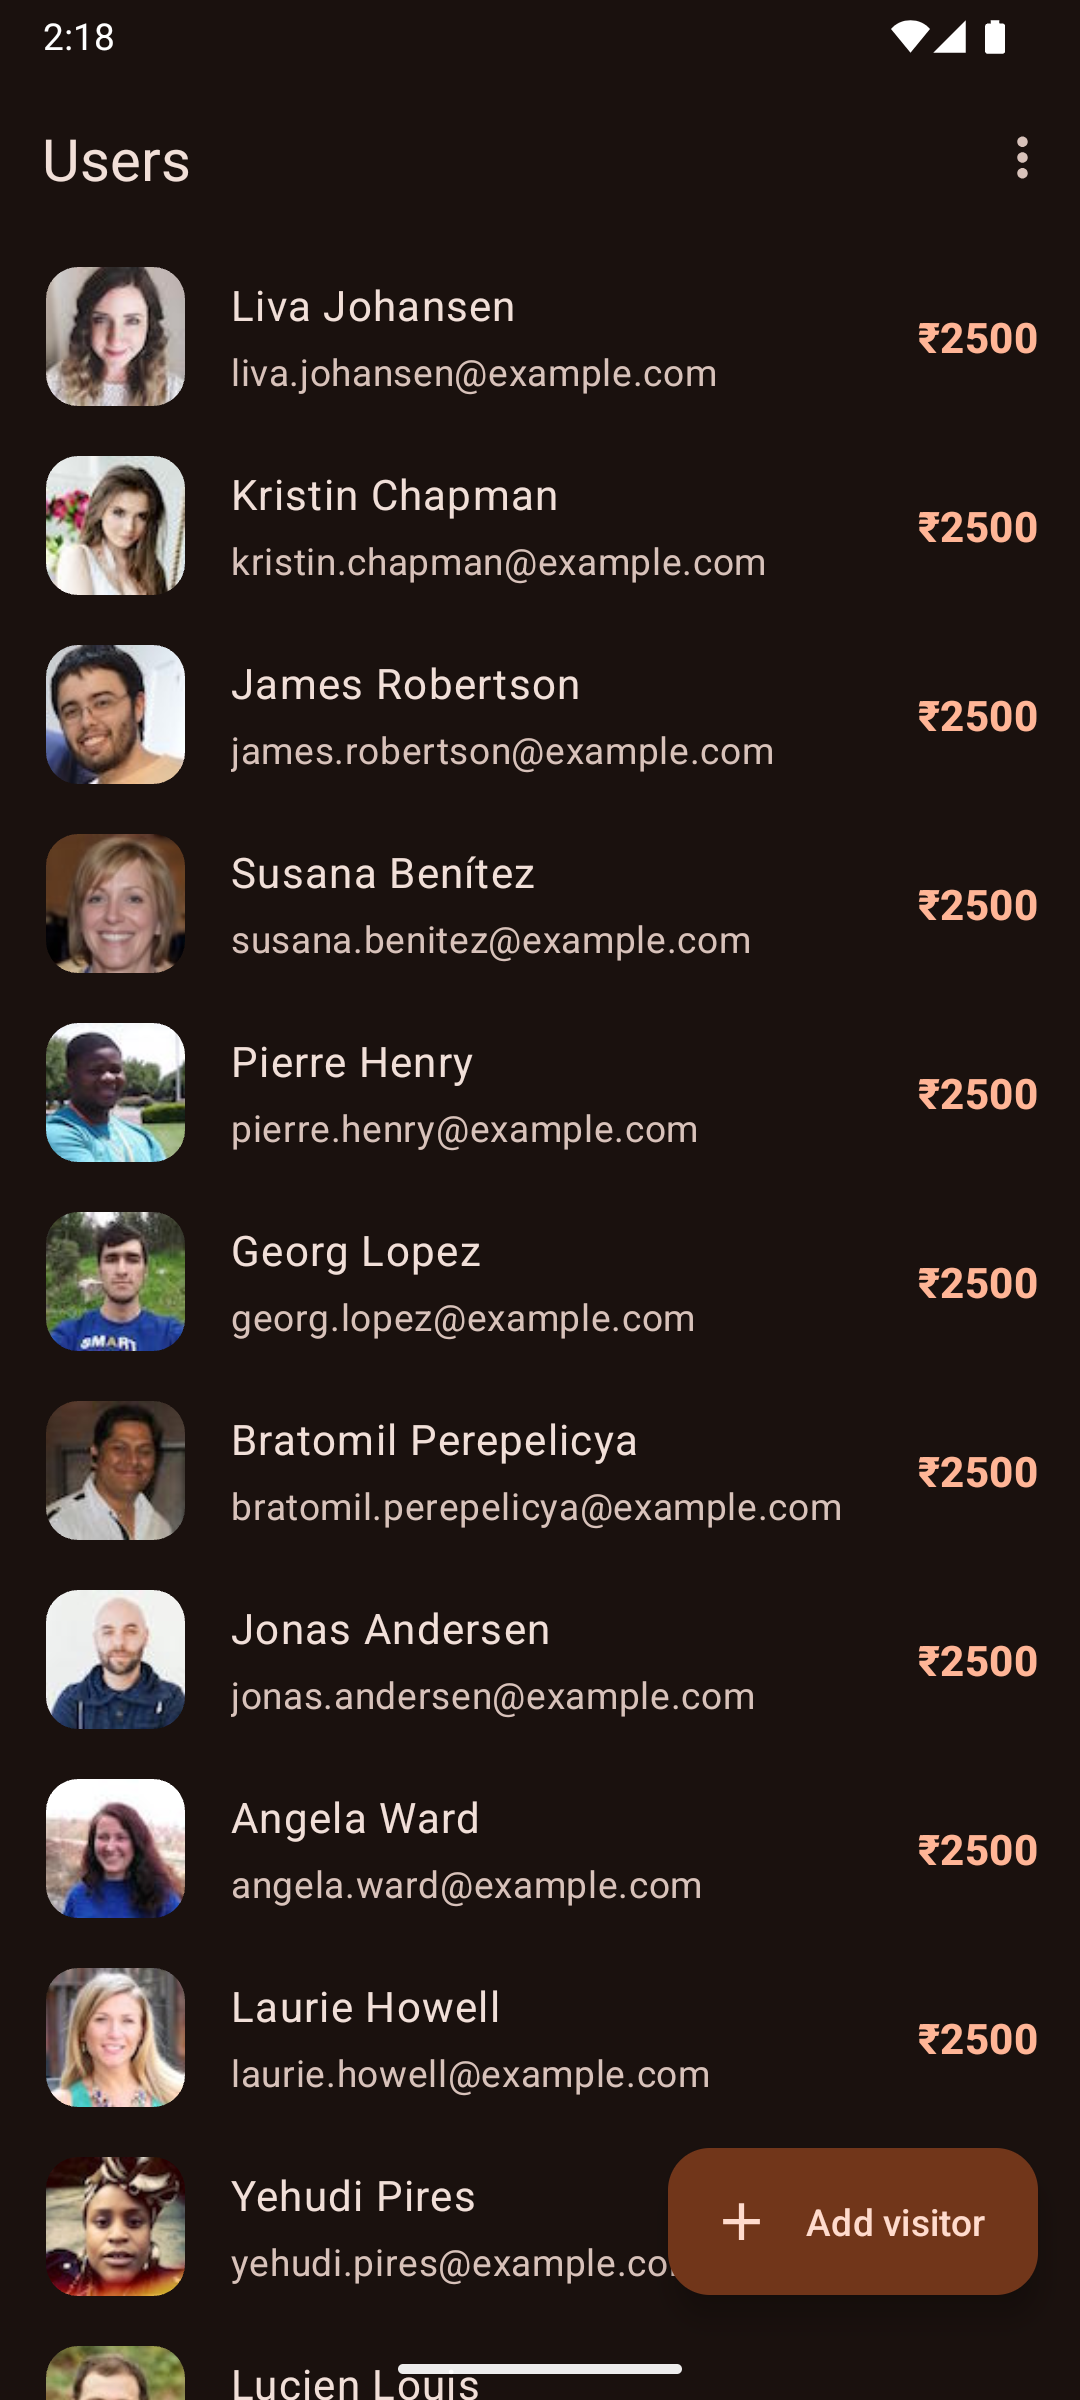 2:18
Users
Liva Johansen
₹2500
liva.johansen@example.com
Kristin Chapman
₹2500
kristin.chapman@example.com
James Robertson
₹2500
james.robertson@example.com
Susana Benítez
₹2500
susana.benitez@example.com
Pierre Henry
₹2500
pierre.henry@example.com
Georg Lopez
₹2500
georg.lopez@example.com
SMART
Bratomil Perepelicya
₹2500
bratomil.perepelicya@example.com
Jonas Andersen
₹2500
jonas.andersen@example.com
Angela Ward
₹2500
angela.ward@example.com
Laurie Howell
₹2500
laurie.howell@example.com
Yehudi Pires
yehudi.pires@example.co
Add visitor
Lucien Louis